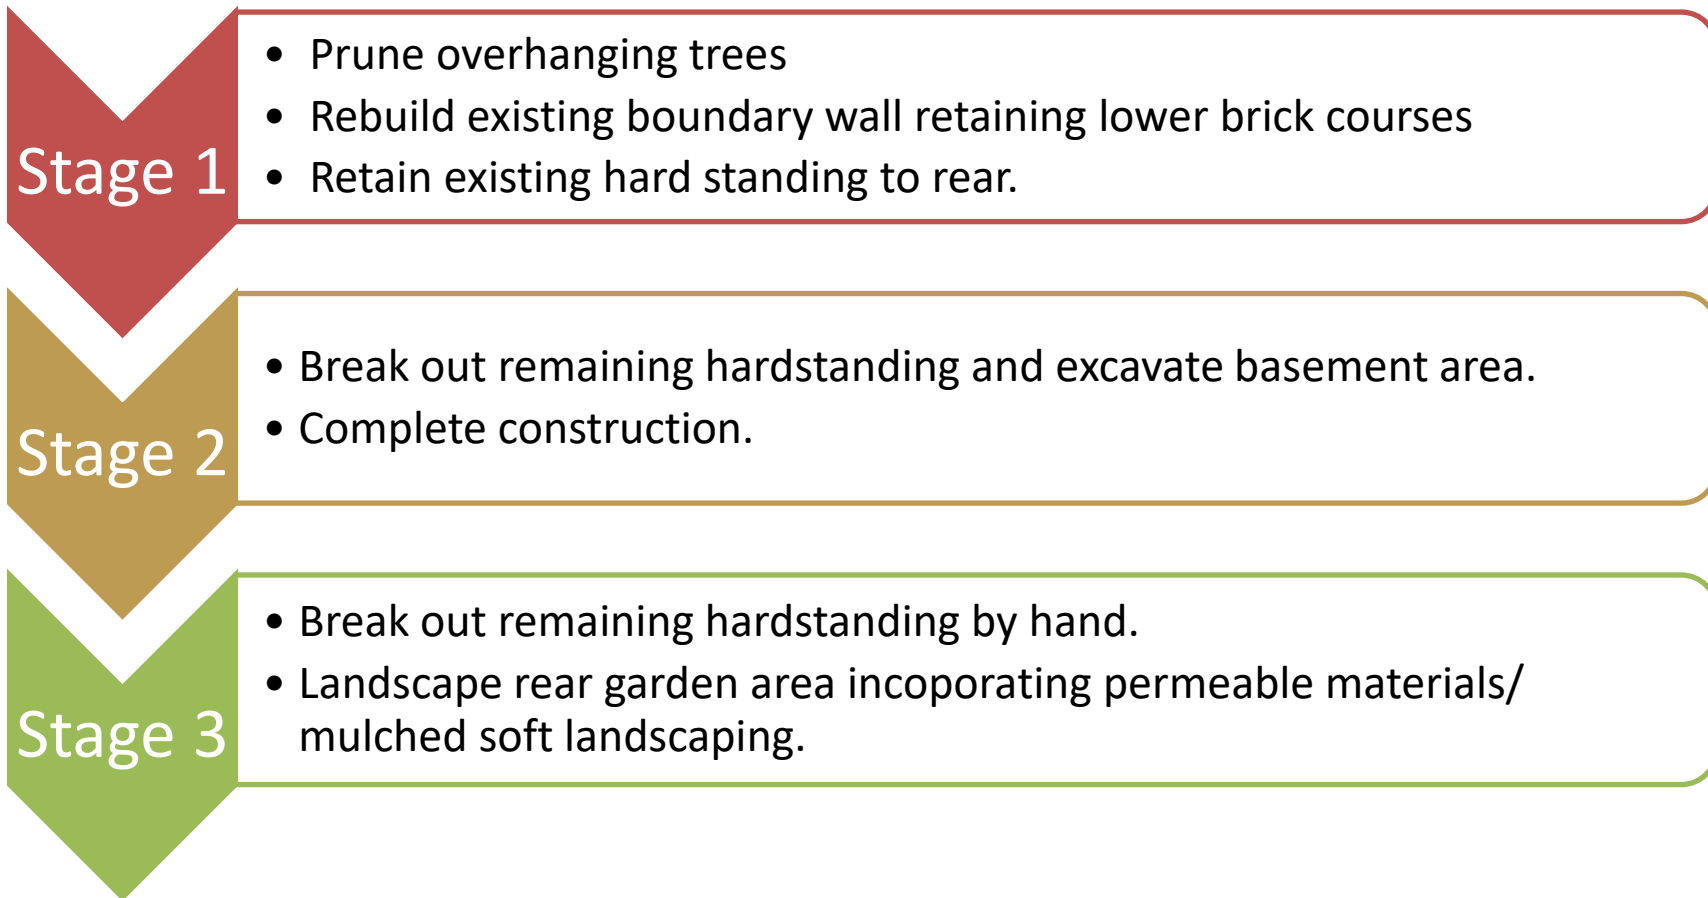 Stage 1
• Prune overhanging trees
• Rebuild existing boundary wall retaining lower brick courses
• Retain existing hard standing to rear.
Stage 2
• Break out remaining hardstanding and excavate basement area.
• Complete construction.
Stage 3
• Break out remaining hardstanding by hand.
• Landscape rear garden area incoporating permeable materials/
mulched soft landscaping.